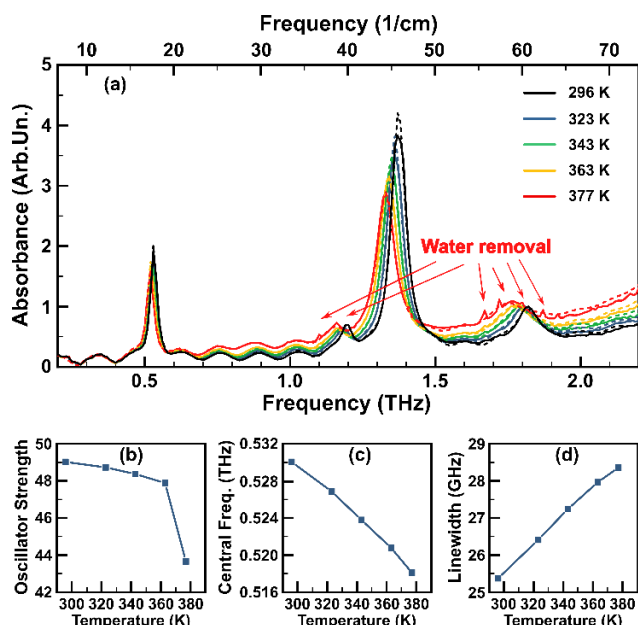 Frequency (1/cm)
10 20 30 40 50 60 70
(a)
Absorbance (Arb.Un.)
5
4
3
2
1
0
296 K
323 K
343 K
363 K
377 K
Water removal
0.5 1.0 1.5 2.0
Frequency (THz)
(b)
Oscillator Strength
50
48
46
44
42
300 320 340 360 380
Temperature (K)
(c)
Central Freq. (THz)
0.532
0.528
0.524
0.520
0.516
300 320 340 360 380
Temperature (K)
(d)
Linewidth (GHz)
29
28
27
26
25
300 320 340 360 380
Temperature (K)